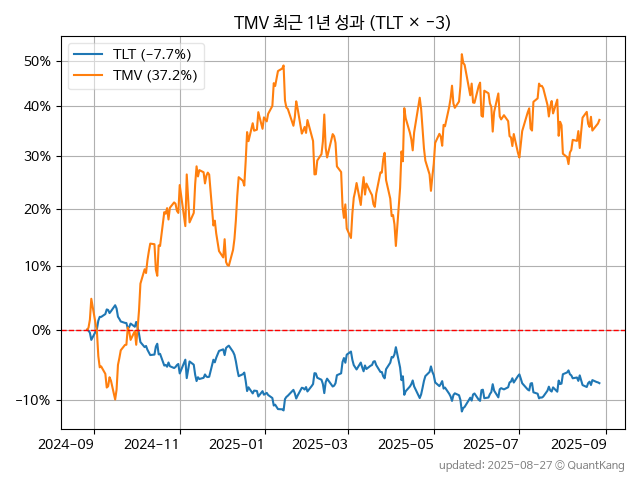 TMV 최근 1년 성과 (TLT × −3)
TLT (−7.7%)
TMV (37.2%)
50%
40%
30%
20%
10%
0%
−10%
2024-09 2024-11 2025-01 2025-03 2025-05 2025-07 2025-09
updated: 2025-08-27 © QuantKang